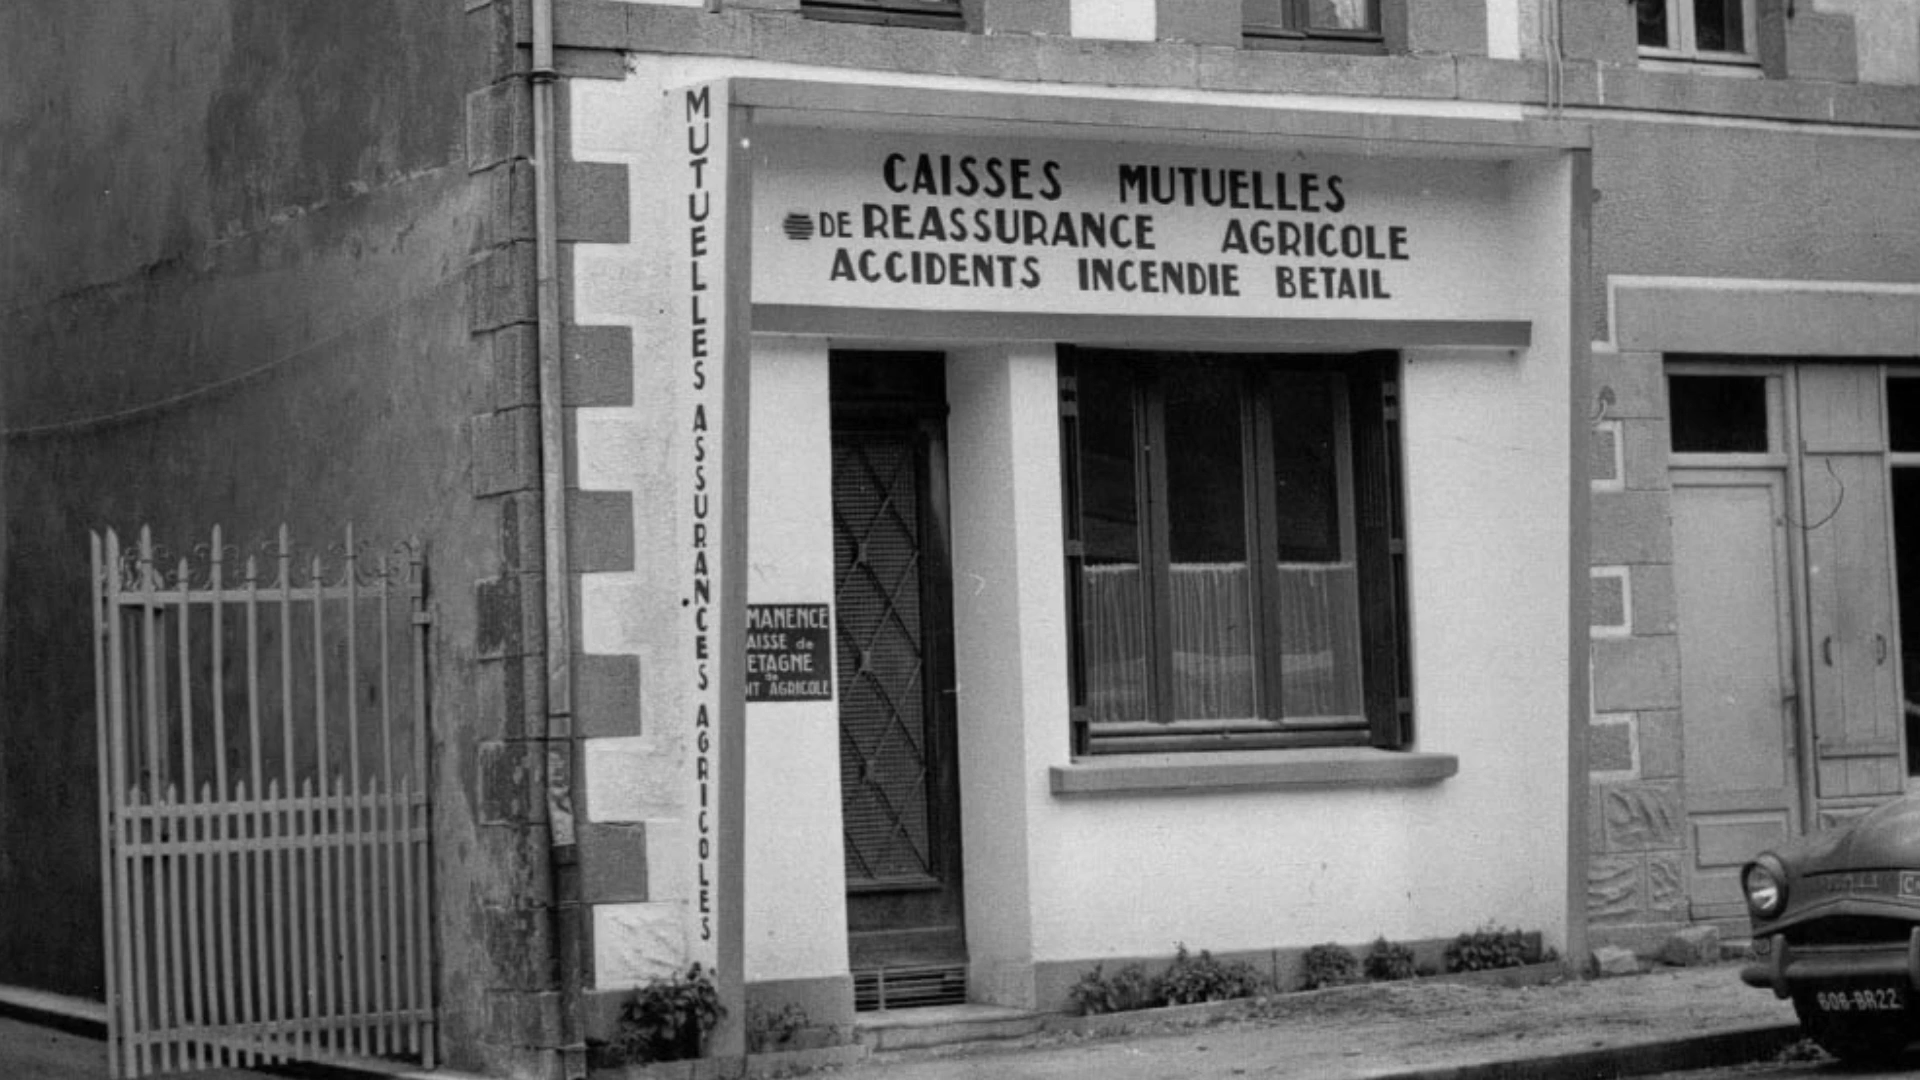 MUTUELLES ASSURANCES AGRICOLES
CAISSES MUTUELLES
DE REASSURANCE AGRICOLE
ACCIDENTS INCENDIE BETAIL
MANENCE
AISSE de
ETAGNE
de
IT AGRICOLE
606-BR22